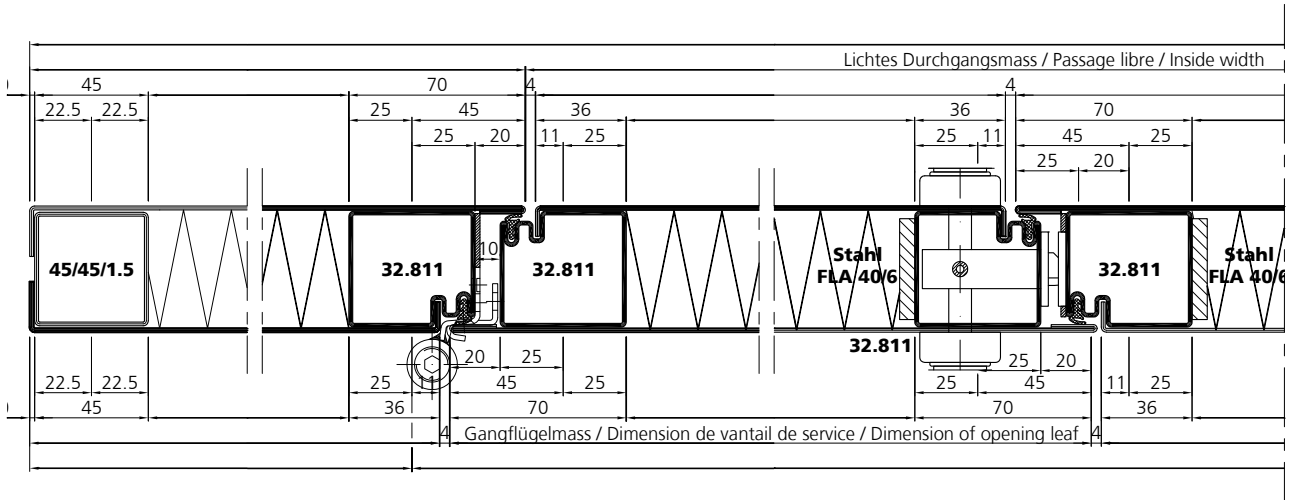 Lichtes Durchgangsmass / Passage libre / Inside width
45 70 4 4
22.5 22.5 25 45 36 36 70
25 20 11 25 25 11 45 25
25 20
10
45/45/1.5 32.811 32.811 Stahl FLA 40/6 32.811 Stahl FLA 40/6
32.811
20 25 25 20
22.5 22.5 25 45 25 25 45 11 25
45 36 70 70 36
4 Gangflügelmass / Dimension de vantail de service / Dimension of opening leaf 4